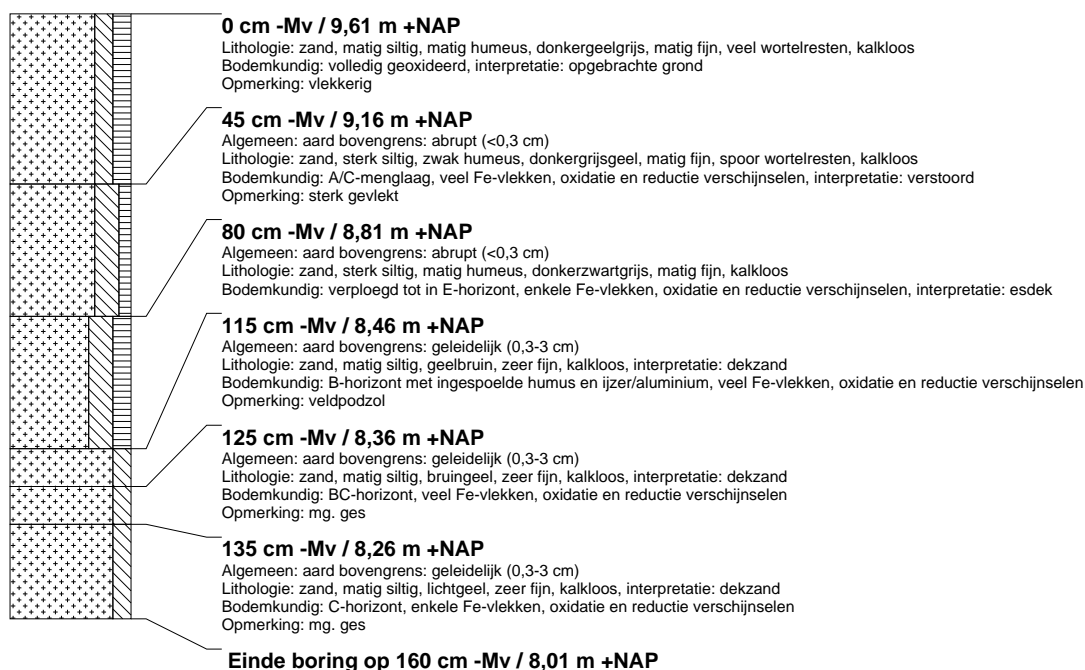 0 cm -Mv / 9,61 m +NAP
Lithologie: zand, matig siltig, matig humeus, donkergeelgrijs, matig fijn, veel wortelresten, kalkloos
Bodemkundig: volledig geoxideerd, interpretatie: opgebrachte grond
Opmerking: vlekkerig
45 cm -Mv / 9,16 m +NAP
Algemeen: aard bovengrens: abrupt (<0,3 cm)
Lithologie: zand, sterk siltig, zwak humeus, donkergrijsgeel, matig fijn, spoor wortelresten, kalkloos
Bodemkundig: A/C-menglaag, veel Fe-vlekken, oxidatie en reductie verschijnselen, interpretatie: verstoord
Opmerking: sterk gevlekt
80 cm -Mv / 8,81 m +NAP
Algemeen: aard bovengrens: abrupt (<0,3 cm)
Lithologie: zand, sterk siltig, matig humeus, donkerzwartgrijs, matig fijn, kalkloos
Bodemkundig: verploegd tot in E-horizont, enkele Fe-vlekken, oxidatie en reductie verschijnselen, interpretatie: esdek
115 cm -Mv / 8,46 m +NAP
Algemeen: aard bovengrens: geleidelijk (0,3-3 cm)
Lithologie: zand, matig siltig, geelbruin, zeer fijn, kalkloos, interpretatie: dekzand
Bodemkundig: B-horizont met ingespoelde humus en ijzer/aluminium, veel Fe-vlekken, oxidatie en reductie verschijnselen
Opmerking: veldpodzol
125 cm -Mv / 8,36 m +NAP
Algemeen: aard bovengrens: geleidelijk (0,3-3 cm)
Lithologie: zand, matig siltig, bruingeel, zeer fijn, kalkloos, interpretatie: dekzand
Bodemkundig: BC-horizont, veel Fe-vlekken, oxidatie en reductie verschijnselen
Opmerking: mg. ges
135 cm -Mv / 8,26 m +NAP
Algemeen: aard bovengrens: geleidelijk (0,3-3 cm)
Lithologie: zand, matig siltig, lichtgeel, zeer fijn, kalkloos, interpretatie: dekzand
Bodemkundig: C-horizont, enkele Fe-vlekken, oxidatie en reductie verschijnselen
Opmerking: mg. ges
Einde boring op 160 cm -Mv / 8,01 m +NAP